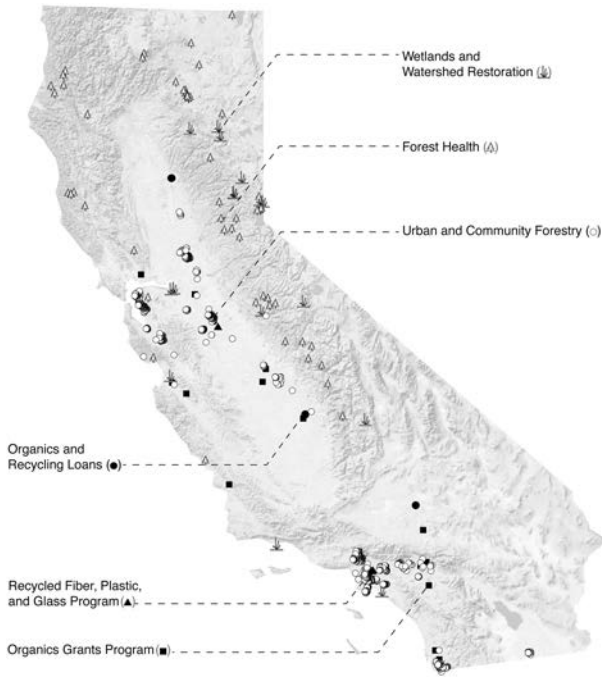 Wetlands and
Watershed Restoration ()
Forest Health ()
Urban and Community Forestry ()
Organics and
Recycling Loans (●)
Recycled Fiber, Plastic,
and Glass Program (▲)
Organics Grants Program (■)